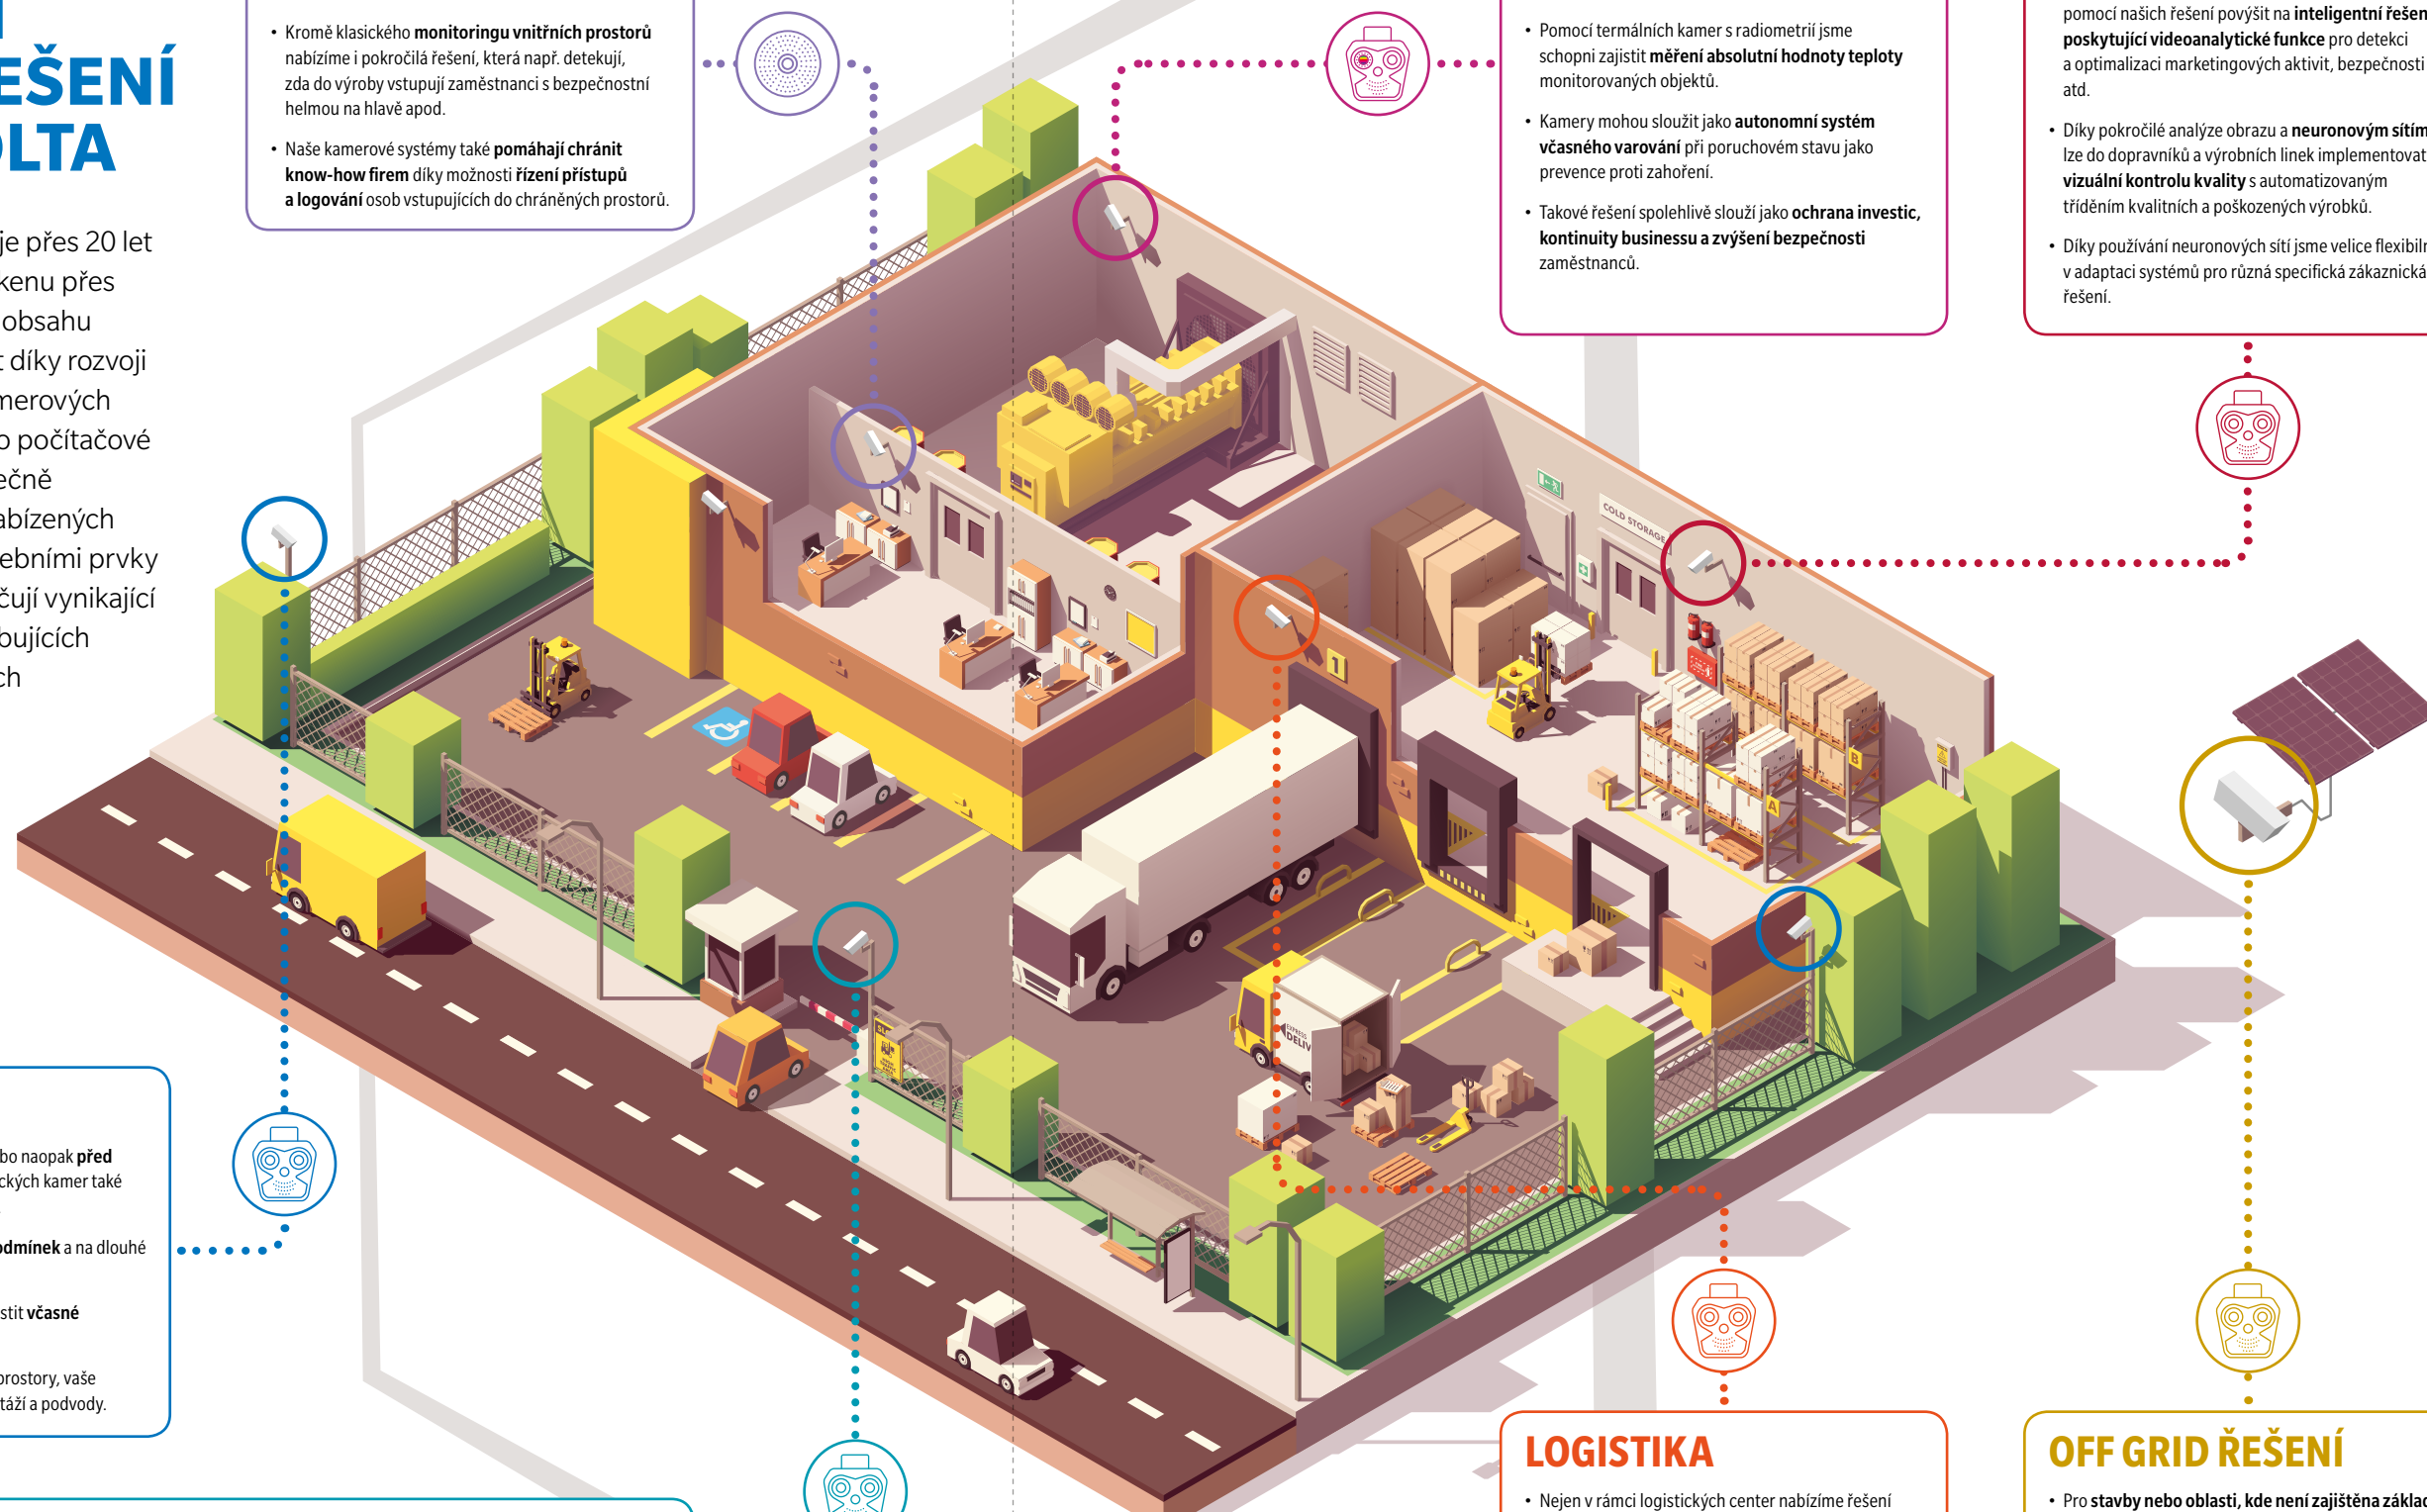 EŠENÍ
OLTA
je přes 20 let
kenu přes
obsahu
t díky rozvoji
merových
o počítačové
ečně
abízených
ebními prvky
čují vynikající
bujících
ch
• Kromě klasického monitoringu vnitřních prostorů
nabízíme i pokročilá řešení, která např. detekují,
zda do výroby vstupují zaměstnanci s bezpečnostní
helmou na hlavě apod.
• Naše kamerové systémy také pomáhají chránit
know-how firem díky možnosti řízení přístupů
a logování osob vstupujících do chráněných prostorů.
• Pomocí termálních kamer s radiometrií jsme
schopni zajistit měření absolutní hodnoty teploty
monitorovaných objektů.
• Kamery mohou sloužit jako autonomní systém
včasného varování při poruchovém stavu jako
prevence proti zahoření.
• Takové řešení spolehlivě slouží jako ochrana investic,
kontinuity businessu a zvýšení bezpečnosti
zaměstnanců.
pomocí našich řešení povýšit na inteligentní řešen
poskytující videoanalytické funkce pro detekci
a optimalizaci marketingových aktivit, bezpečnosti
atd.
• Díky pokročilé analýze obrazu a neuronovým sítím
lze do dopravníků a výrobních linek implementovat
vizuální kontrolu kvality s automatizovaným
tříděním kvalitních a poškozených výrobků.
• Díky používání neuronových sítí jsme velice flexibiln
v adaptaci systémů pro různá specifická zákaznická
řešení.
COLD STORAGE
1
B
A
EXPRESS
DELIV
bo naopak před
ických kamer také
odmínek a na dlouhé
stit včasné
prostory, vaše
táží a podvody.
LOGISTIKA
• Nejen v rámci logistických center nabízíme řešení
OFF GRID ŘEŠENÍ
• Pro stavby nebo oblasti, kde není zajištěna základ